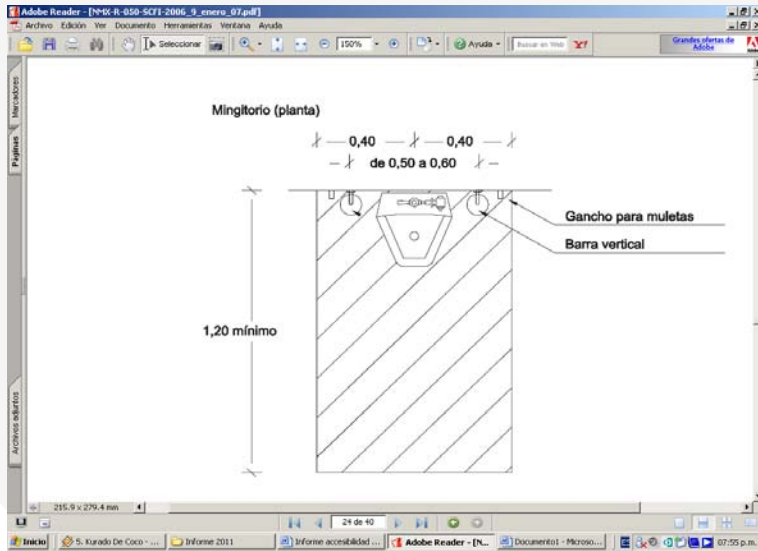 Adobe Reader - [NMX-R-050-SCFI-2006_9_enero_07.pdf]
Archivo Edición Ver Documento Herramientas Ventana Ayuda
Seleccionar 150% Ayuda Buscar en Web Y! Grandes ofertas de Adobe
Marcadores
Páginas
Archivos adjuntos
Mingitorio (planta)
0,40 0,40
de 0,50 a 0,60
Gancho para muletas
Barra vertical
1,20 mínimo
215.9 x 279.4 mm
24 de 40
Inicio 5. Kurado De Coco - ... Informe 2011 Informe accesibilidad ... Adobe Reader - [N... Documento1 - Microso... 07:55 p.m.